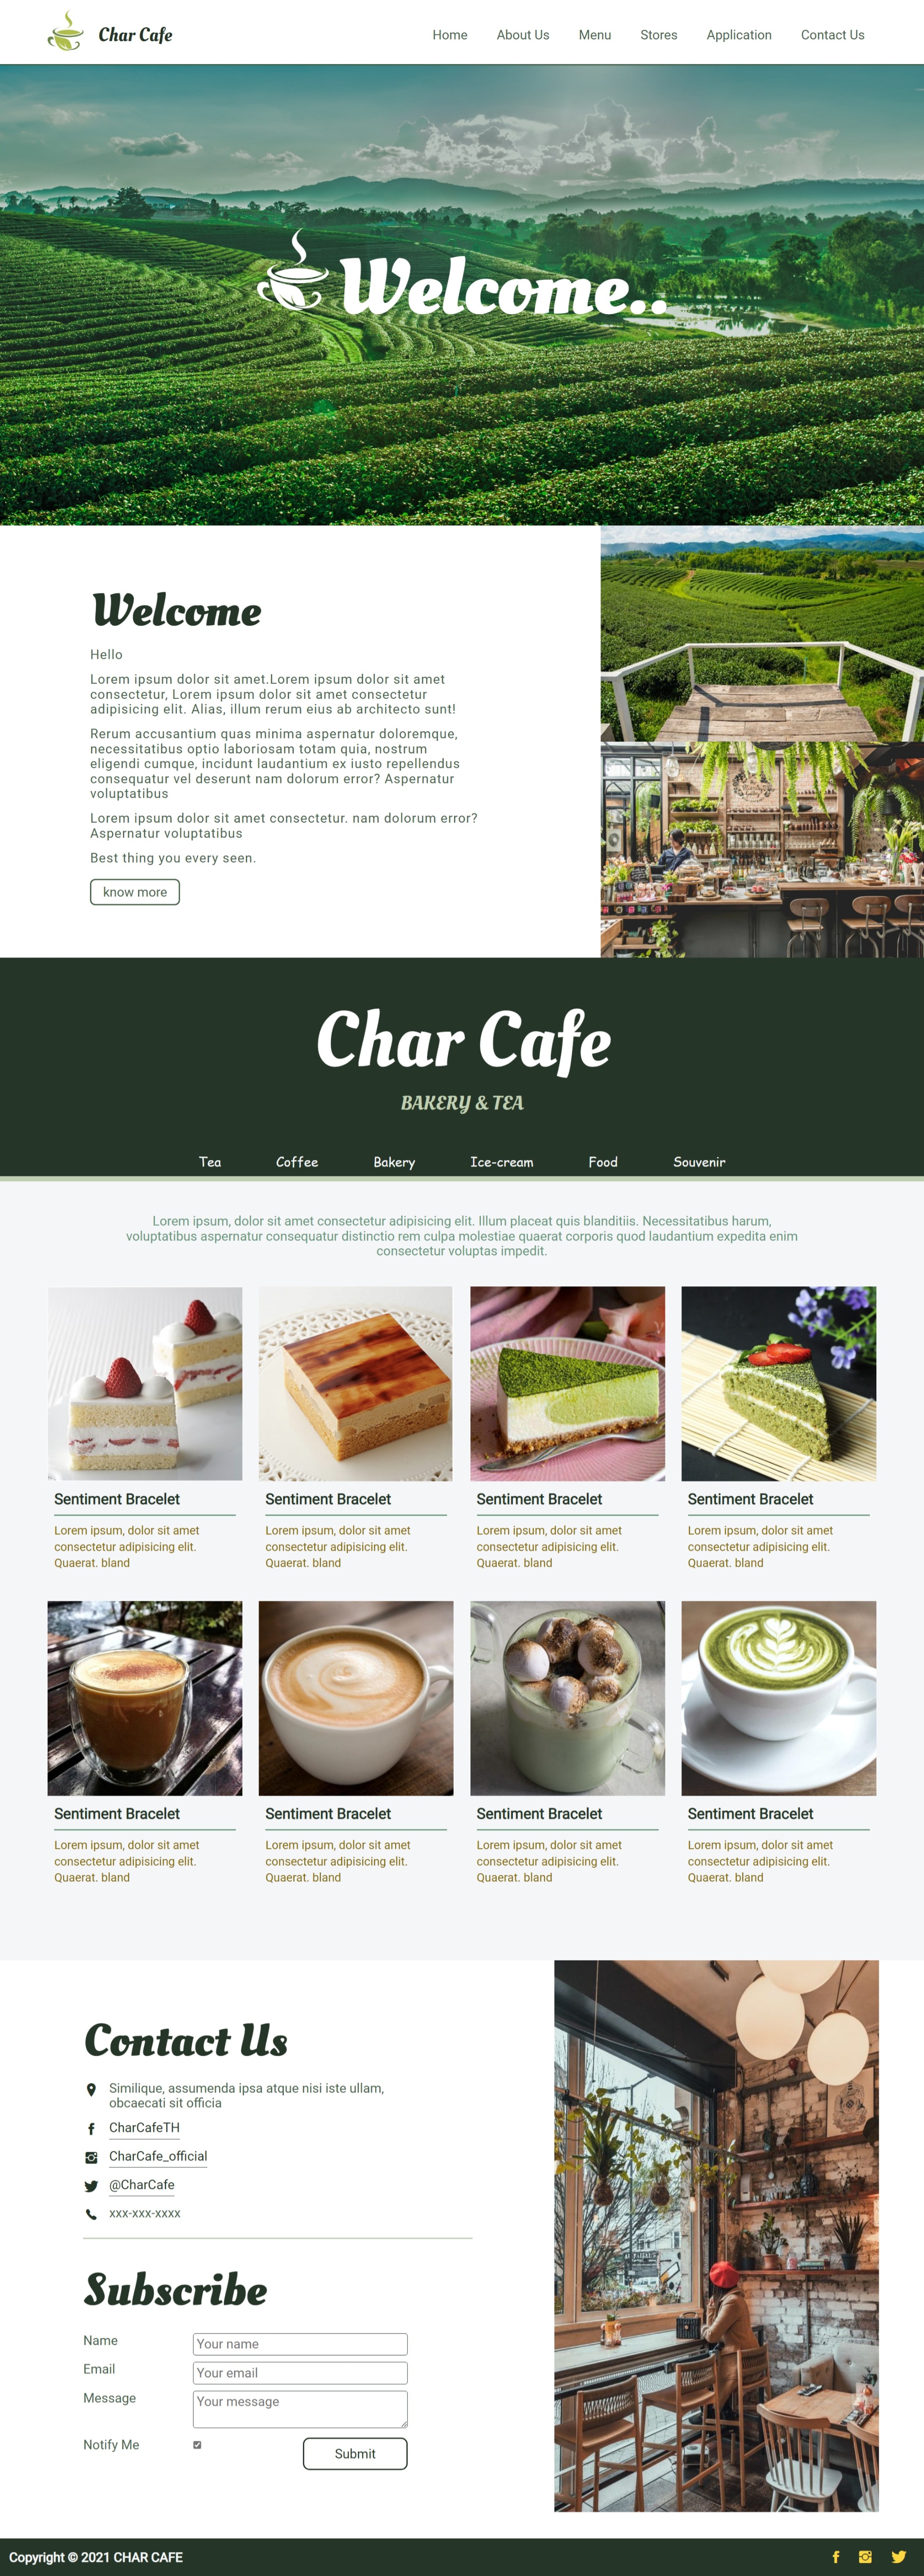 Char Cafe
Home About Us Menu Stores Application Contact Us
Welcome..
Welcome
Hello
Lorem ipsum dolor sit amet.Lorem ipsum dolor sit amet
consectetur, Lorem ipsum dolor sit amet consectetur
adipisicing elit. Alias, illum rerum eius ab architecto sunt!
Rerum accusantium quas minima aspernatur doloremque,
necessitatibus optio laboriosam totam quia, nostrum
eligendi cumque, incidunt laudantium ex iusto repellendus
consequatur vel deserunt nam dolorum error? Aspernatur
voluptatibus
Lorem ipsum dolor sit amet consectetur. nam dolorum error?
Aspernatur voluptatibus
Best thing you every seen.
know more
Char Cafe
BAKERY & TEA
Tea Coffee Bakery Ice-cream Food Souvenir
Lorem ipsum, dolor sit amet consectetur adipisicing elit. Illum placeat quis blanditiis. Necessitatibus harum,
voluptatibus aspernatur consequatur distinctio rem culpa molestiae quaerat corporis quod laudantium expedita enim
consectetur voluptas impedit.
Sentiment Bracelet
Lorem ipsum, dolor sit amet
consectetur adipisicing elit.
Quaerat. bland
Sentiment Bracelet
Lorem ipsum, dolor sit amet
consectetur adipisicing elit.
Quaerat. bland
Sentiment Bracelet
Lorem ipsum, dolor sit amet
consectetur adipisicing elit.
Quaerat. bland
Sentiment Bracelet
Lorem ipsum, dolor sit amet
consectetur adipisicing elit.
Quaerat. bland
Sentiment Bracelet
Lorem ipsum, dolor sit amet
consectetur adipisicing elit.
Quaerat. bland
Sentiment Bracelet
Lorem ipsum, dolor sit amet
consectetur adipisicing elit.
Quaerat. bland
Sentiment Bracelet
Lorem ipsum, dolor sit amet
consectetur adipisicing elit.
Quaerat. bland
Sentiment Bracelet
Lorem ipsum, dolor sit amet
consectetur adipisicing elit.
Quaerat. bland
Contact Us
Similique, assumenda ipsa atque nisi iste ullam,
obcaecati sit officia
CharCafeTH
CharCafe_official
@CharCafe
xxx-xxx-xxxx
Subscribe
Name Your name
Email Your email
Message Your message
Notify Me
Submit
Copyright © 2021 CHAR CAFE